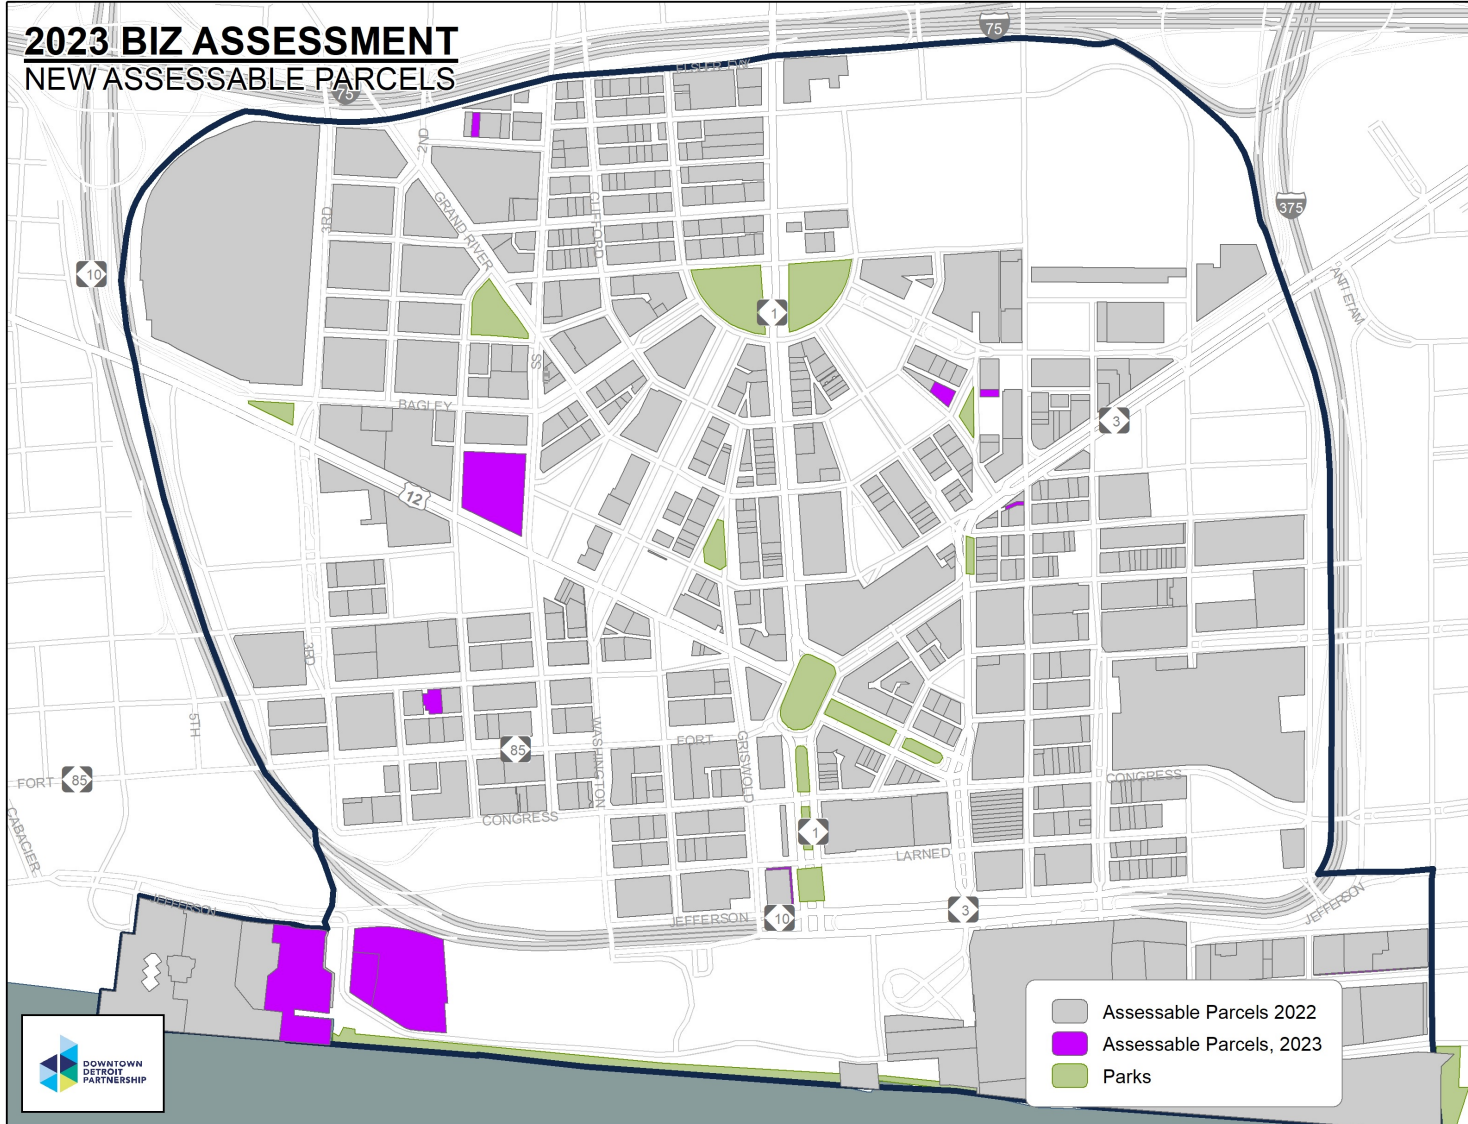 2023 BIZ ASSESSMENT
NEW ASSESSABLE PARCELS
75
75
375
10
2ND
3RD
GRAND RIVER
CLIFFORD
1
ANTIETAM
BAGLEY
12
3
3RD
5TH
FORT
85
85
FORT
WASHINGTON
GRISWOLD
CONGRESS
CONGRESS
CABACIER
1
LARNED
JEFFERSON
JEFFERSON
10
3
JEFFERSON
Assessable Parcels 2022
Assessable Parcels, 2023
Parks
DOWNTOWN
DETROIT
PARTNERSHIP